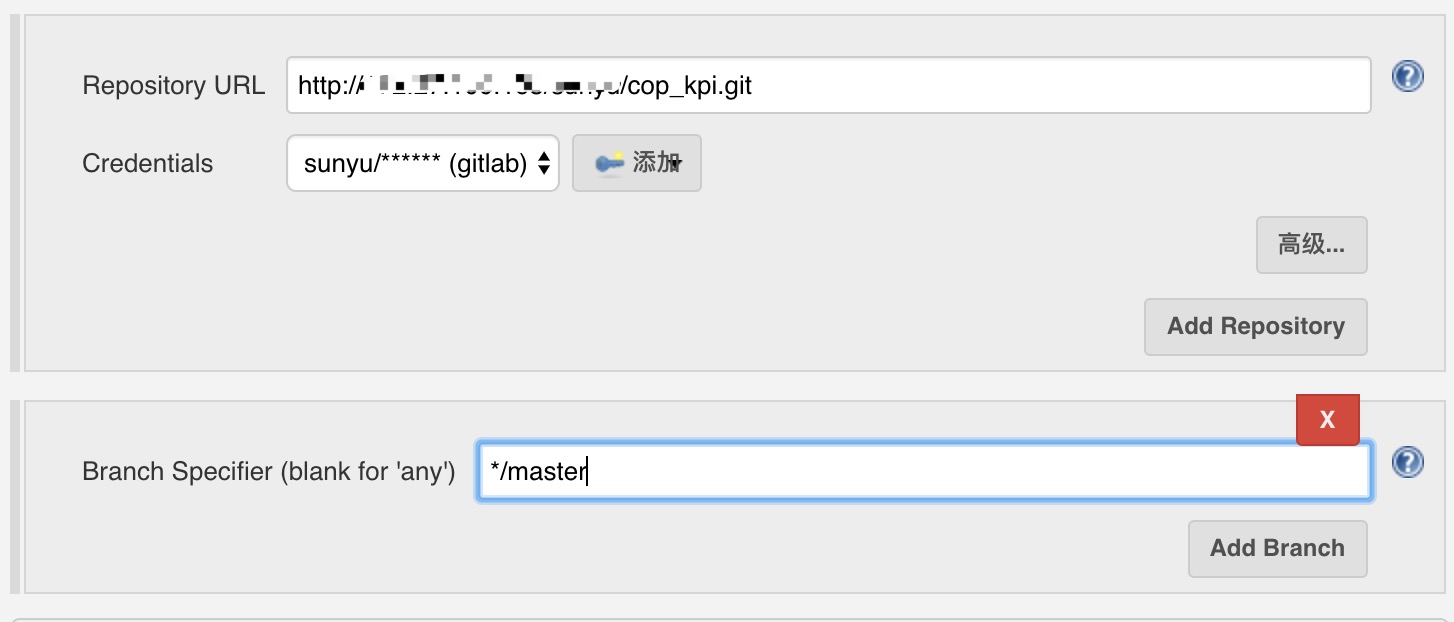 Repository URL http:// /cop_kpi.git
Credentials sunyu/****** (gitlab) 添加
高级...
Add Repository
X
Branch Specifier (blank for 'any') */master
Add Branch